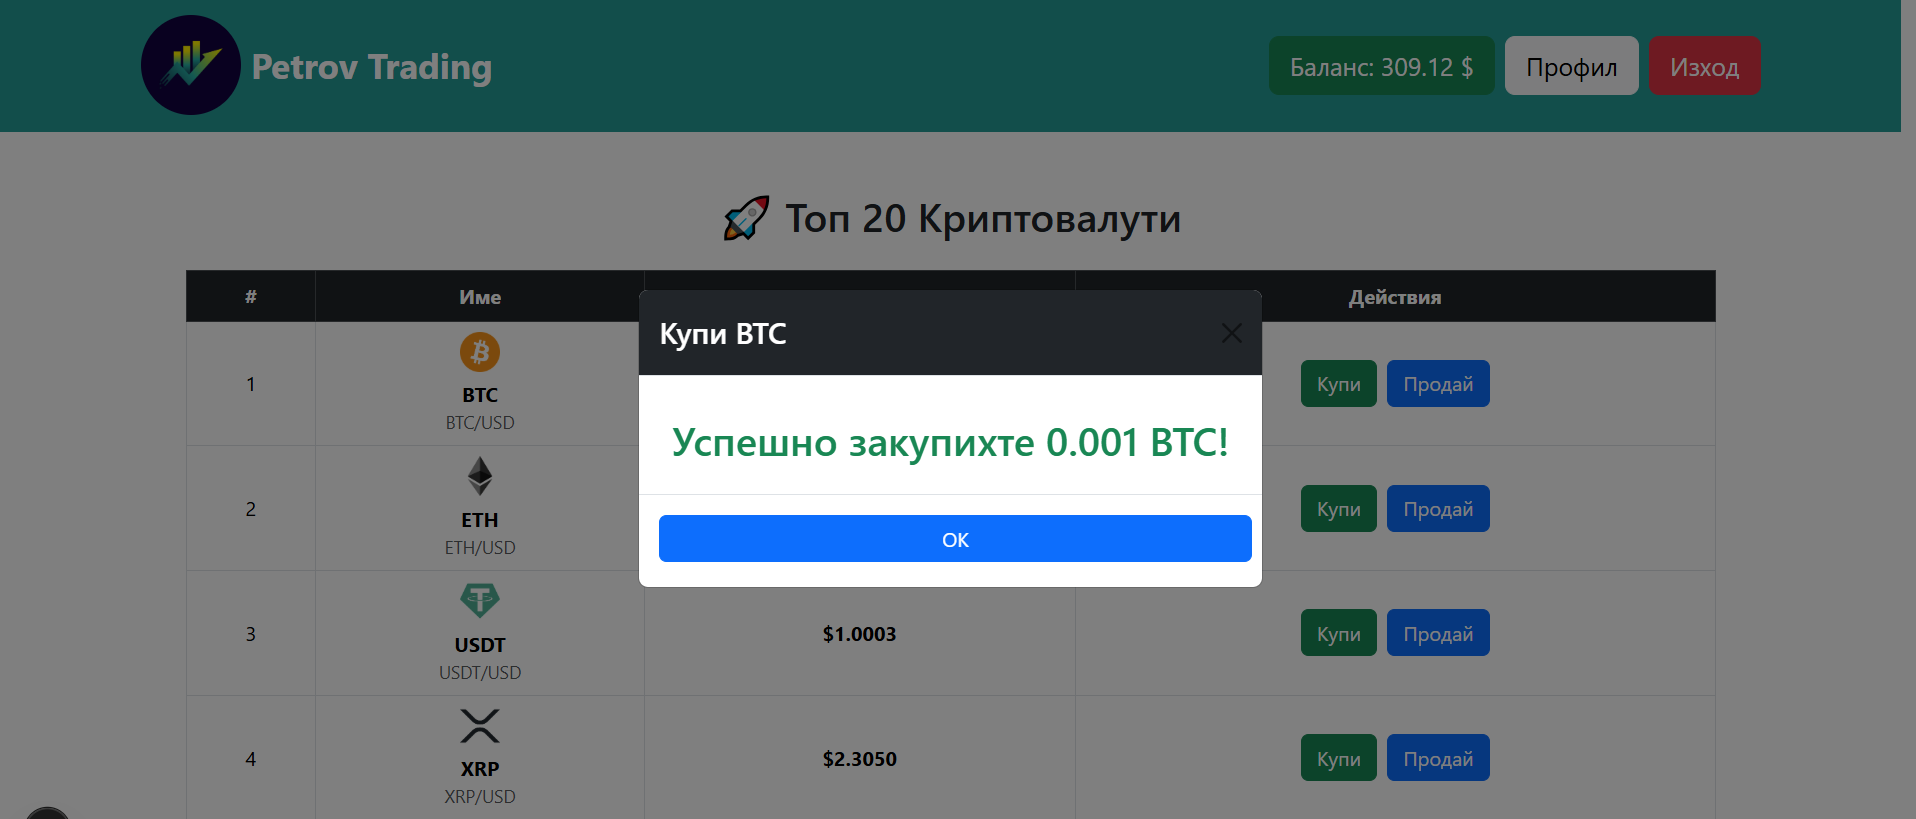 Petrov Trading
Баланс: 309.12 $ Профил Изход
🚀 Топ 20 Криптовалути
# Име Действия
Купи BTC
1 BTC Купи Продай
BTC/USD
Успешно закупихте 0.001 BTC!
2 ETH Купи Продай
ETH/USD
OK
3 USDT $1.0003 Купи Продай
USDT/USD
4 XRP $2.3050 Купи Продай
XRP/USD